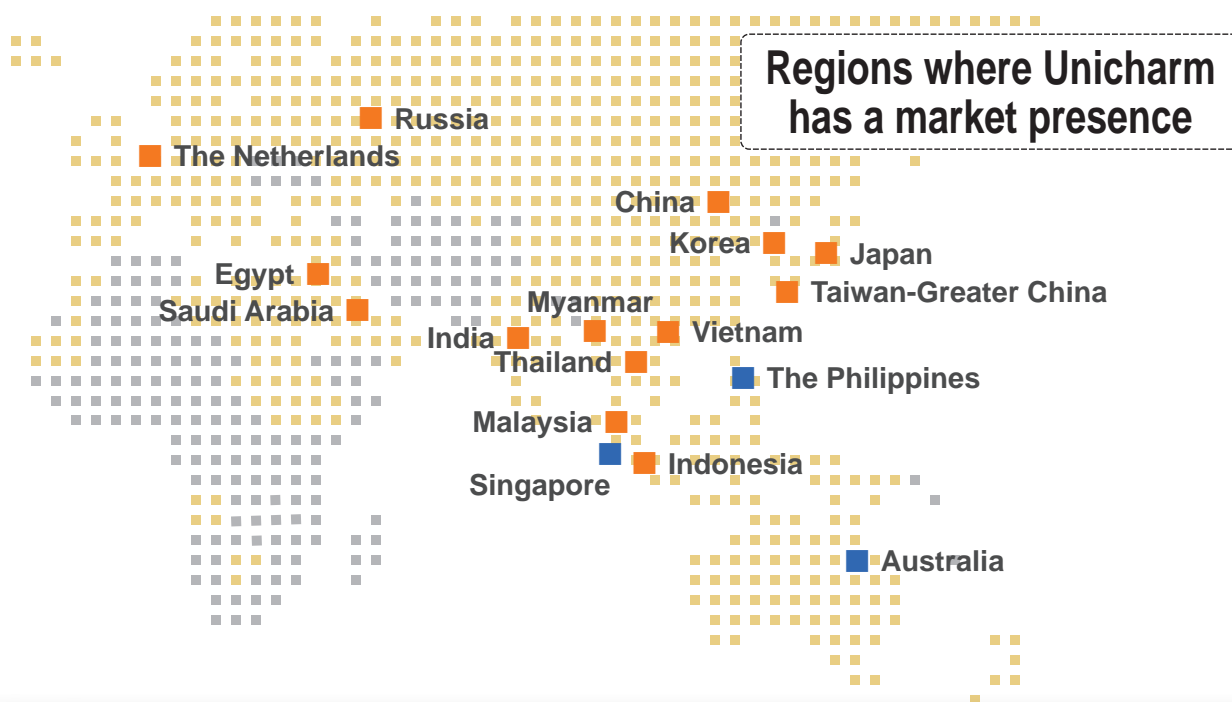 Regions where Unicharm
has a market presence
Russia
The Netherlands
China
Korea
Japan
Egypt
Taiwan-Greater China
Saudi Arabia
Myanmar
India
Vietnam
Thailand
The Philippines
Malaysia
Indonesia
Singapore
Australia